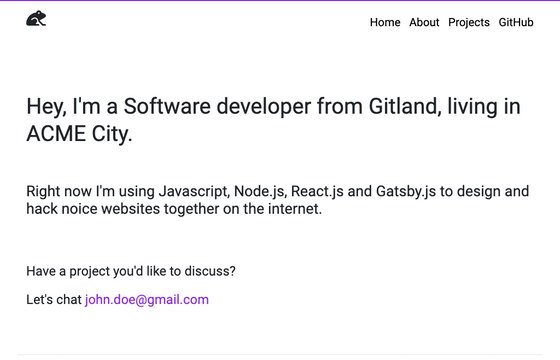 Home About Projects GitHub
Hey, I'm a Software developer from Gitland, living in
ACME City.
Right now I'm using Javascript, Node.js, React.js and Gatsby.js to design and
hack noice websites together on the internet.
Have a project you'd like to discuss?
Let's chat john.doe@gmail.com